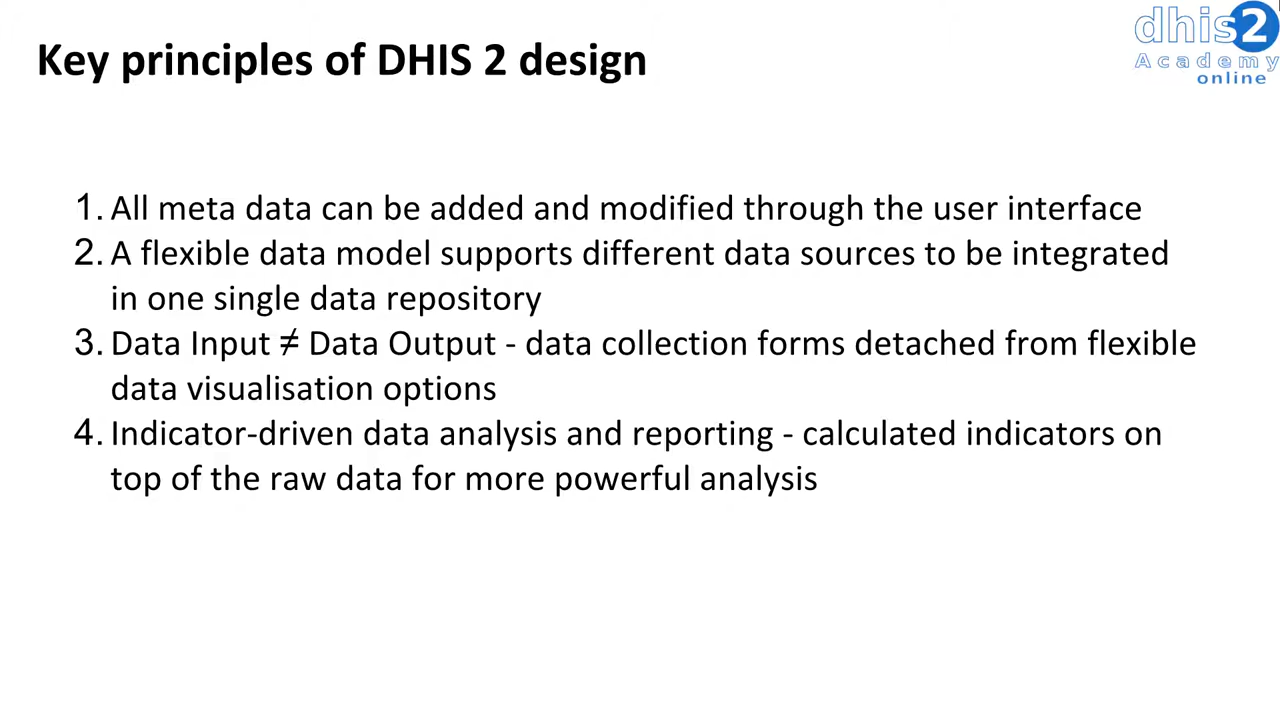 dhis2
Academy
online
Key principles of DHIS 2 design
1. All meta data can be added and modified through the user interface
2. A flexible data model supports different data sources to be integrated
in one single data repository
3. Data Input ≠ Data Output - data collection forms detached from flexible
data visualisation options
4. Indicator-driven data analysis and reporting - calculated indicators on
top of the raw data for more powerful analysis